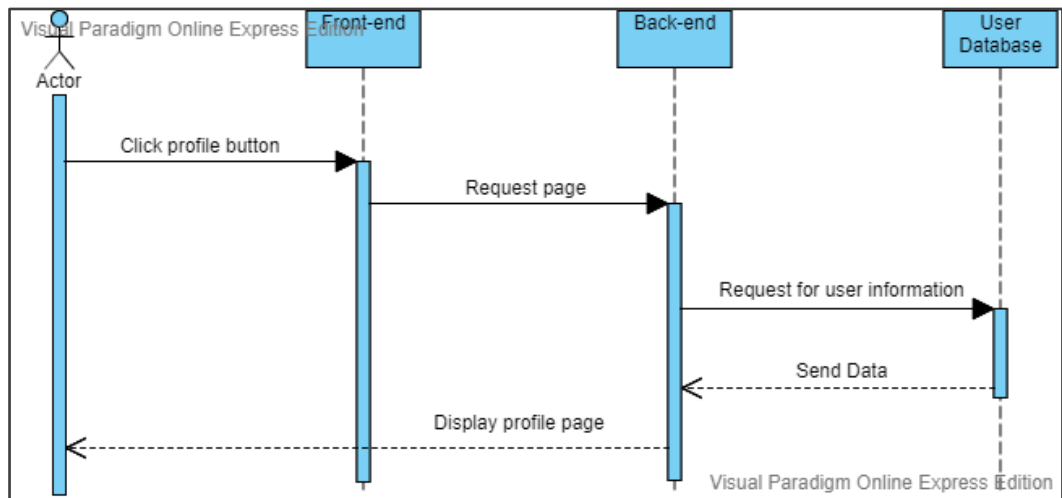 Visual Paradigm Online Express Edition
Front-end
Back-end
User
Database
Actor
Click profile button
Request page
Request for user information
Send Data
Display profile page
Visual Paradigm Online Express Edition